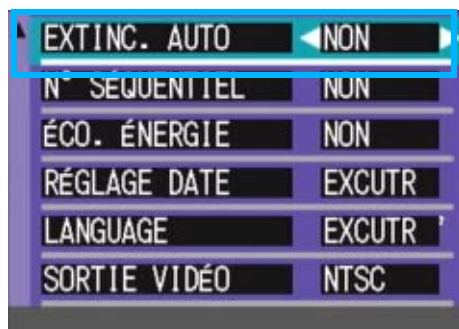 EXTINC. AUTO NON
N° SÉQUENTIEL NON
ÉCO. ÉNERGIE NON
RÉGLAGE DATE EXCUTR
LANGUAGE EXCUTR
SORTIE VIDÉO NTSC